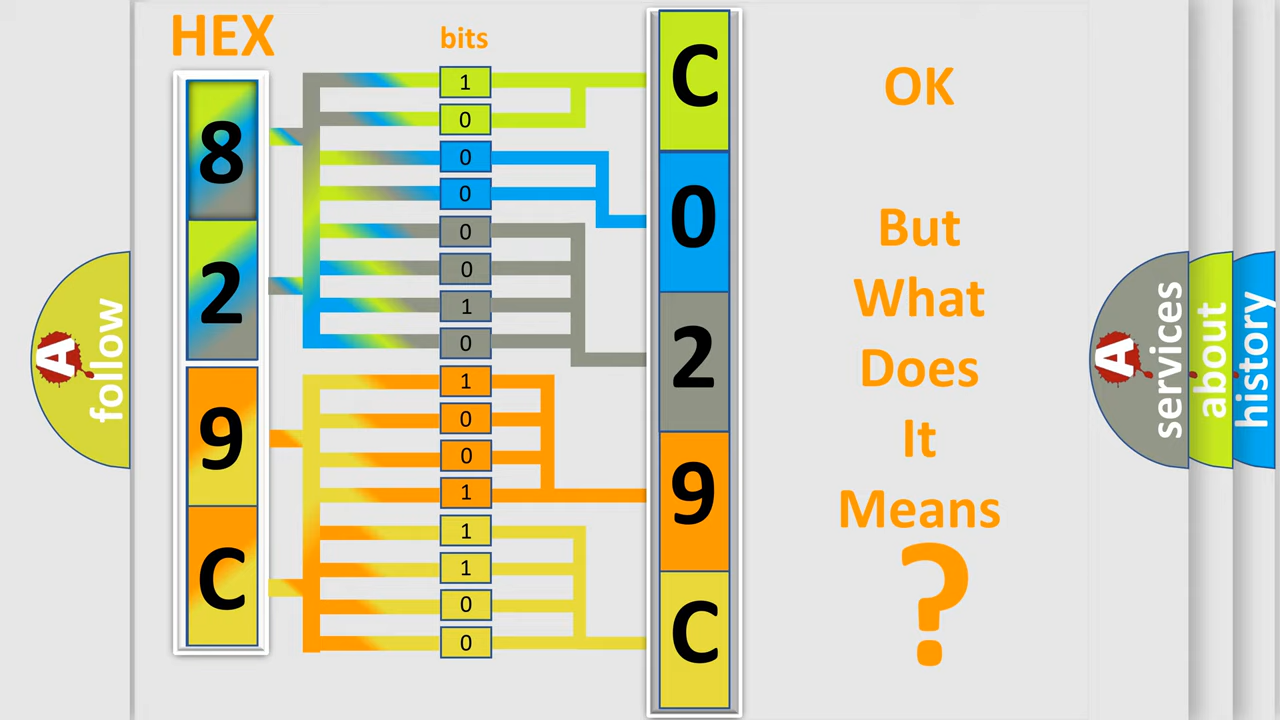 HEX
bits
8
2
9
C
1
0
0
0
0
0
1
0
1
0
0
1
1
1
0
0
C
0
2
9
C
OK
But
What
Does
It
Means
?
A
follow
A
services
about
history